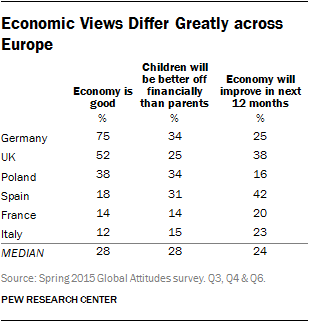 Economic Views Differ Greatly across
Europe
Economy is
good
Children will
be better off
financially
than parents
Economy will
improve in next
12 months
% % %
Germany 75 34 25
UK 52 25 38
Poland 38 34 16
Spain 18 31 42
France 14 14 20
Italy 12 15 23
MEDIAN 28 28 24
Source: Spring 2015 Global Attitudes survey. Q3, Q4 & Q6.
PEW RESEARCH CENTER